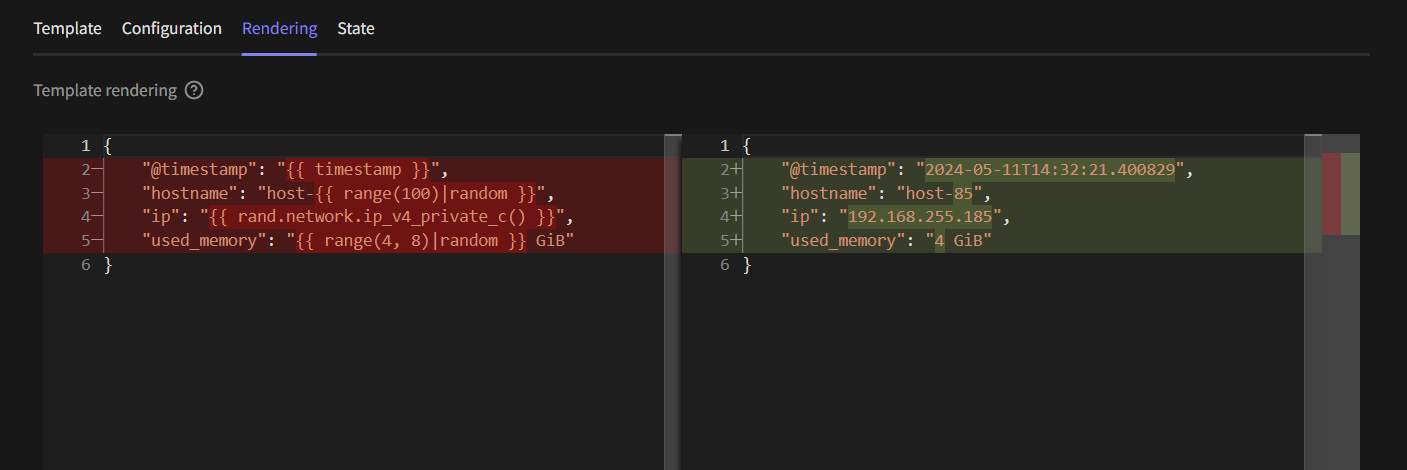 Template Configuration Rendering State
Template rendering ?
1 {
2— "@timestamp": "{{ timestamp }}",
3— "hostname": "host-{{ range(100)|random }}",
4— "ip": "{{ rand.network.ip_v4_private_c() }}",
5— "used_memory": "{{ range(4, 8)|random }} GiB"
6 }
1 {
2+ "@timestamp": "2024-05-11T14:32:21.400829",
3+ "hostname": "host-85",
4+ "ip": "192.168.255.185",
5+ "used_memory": "4 GiB"
6 }